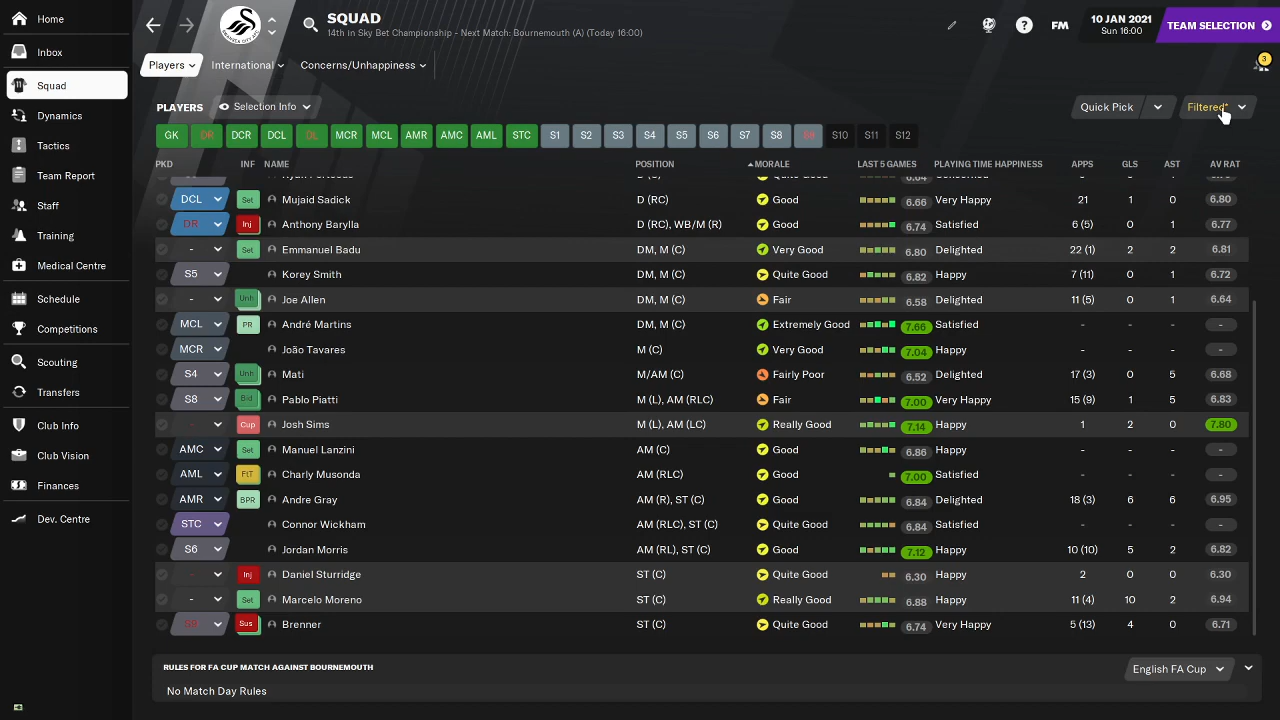 Home
Inbox
Squad
Dynamics
Tactics
Team Report
Staff
Training
Medical Centre
Schedule
Competitions
Scouting
Transfers
Club Info
Club Vision
Finances
Dev. Centre
SQUAD
14th in Sky Bet Championship - Next Match: Bournemouth (A) (Today 16:00)
FM
10 JAN 2021
Sun 16:00
TEAM SELECTION
3
Players
International
Concerns/Unhappiness
PLAYERS Selection Info
Quick Pick Filtered*
GK DR DCR DCL DL MCR MCL AMR AMC AML STC S1 S2 S3 S4 S5 S6 S7 S8 S9 S10 S11 S12
PKD INF NAME POSITION MORALE LAST 5 GAMES PLAYING TIME HAPPINESS APPS GLS AST AV RAT
DCL Set Mujaid Sadick D (RC) Good 6.66 Very Happy 21 1 0 6.80
DR Inj Anthony Barylla D (RC), WB/M (R) Good 6.74 Satisfied 6 (5) 0 1 6.77
- Set Emmanuel Badu DM, M (C) Very Good 6.80 Delighted 22 (1) 2 2 6.81
S5 Korey Smith DM, M (C) Quite Good 6.82 Happy 7 (11) 0 1 6.72
- Unh Joe Allen DM, M (C) Fair 6.58 Delighted 11 (5) 0 1 6.64
MCL PR André Martins DM, M (C) Extremely Good 7.66 Satisfied - - - -
MCR João Tavares M (C) Very Good 7.04 Happy - - - -
S4 Unh Mati M/AM (C) Fairly Poor 6.52 Delighted 17 (3) 0 5 6.68
S8 Bid Pablo Piatti M (L), AM (RLC) Fair 7.00 Very Happy 15 (9) 1 5 6.83
- Cup Josh Sims M (L), AM (LC) Really Good 7.14 Happy 1 2 0 7.80
AMC Set Manuel Lanzini AM (C) Good 6.86 Happy - - - -
AML FtT Charly Musonda AM (RLC) Good 7.00 Satisfied - - - -
AMR BPR Andre Gray AM (R), ST (C) Good 6.84 Delighted 18 (3) 6 6 6.95
STC Connor Wickham AM (RLC), ST (C) Quite Good 6.84 Satisfied - - - -
S6 Jordan Morris AM (RL), ST (C) Good 7.12 Happy 10 (10) 5 2 6.82
- Inj Daniel Sturridge ST (C) Quite Good 6.30 Happy 2 0 0 6.30
- Set Marcelo Moreno ST (C) Really Good 6.88 Happy 11 (4) 10 2 6.94
S9 Sus Brenner ST (C) Quite Good 6.74 Very Happy 5 (13) 4 0 6.71
RULES FOR FA CUP MATCH AGAINST BOURNEMOUTH
English FA Cup
No Match Day Rules